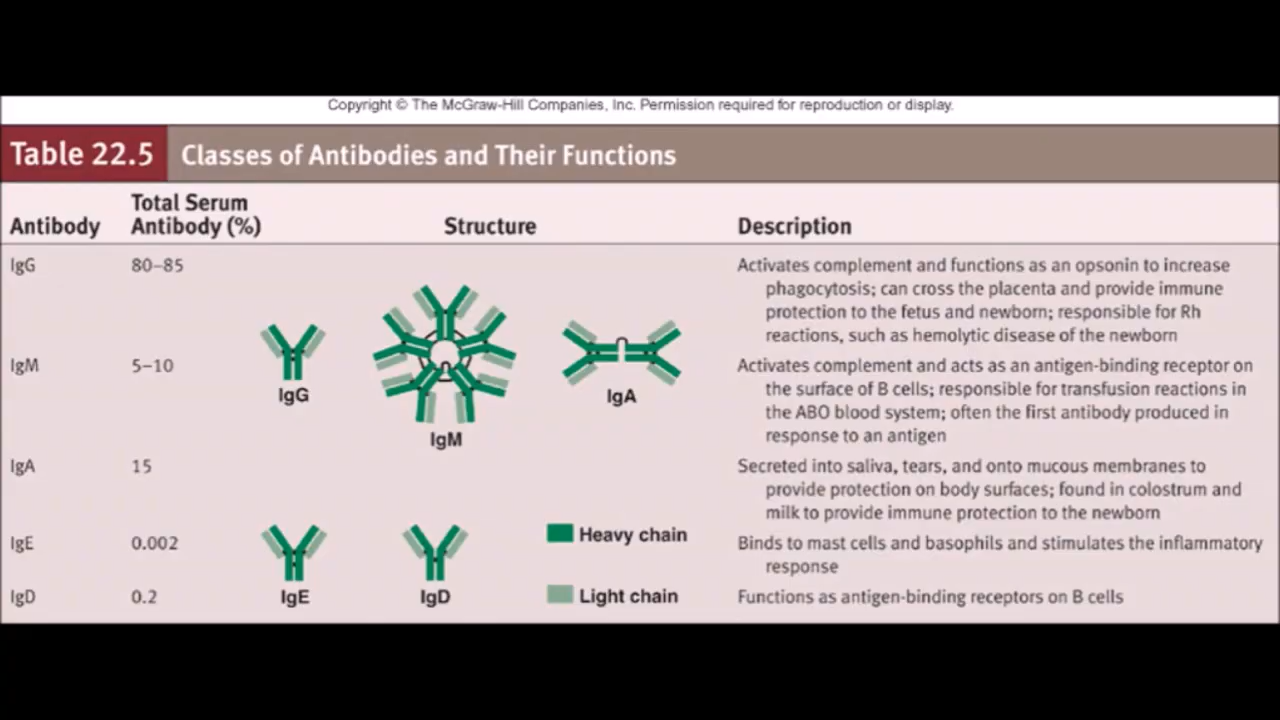 Copyright © The McGraw-Hill Companies, Inc. Permission required for reproduction or display.
Table 22.5 Classes of Antibodies and Their Functions
Antibody Total Serum Antibody (%) Structure Description
IgG 80–85 Activates complement and functions as an opsonin to increase
phagocytosis; can cross the placenta and provide immune
protection to the fetus and newborn; responsible for Rh
reactions, such as hemolytic disease of the newborn
IgM 5–10 Activates complement and acts as an antigen-binding receptor on
the surface of B cells; responsible for transfusion reactions in
the ABO blood system; often the first antibody produced in
response to an antigen
IgG
IgM
IgA
IgA 15 Secreted into saliva, tears, and onto mucous membranes to
provide protection on body surfaces; found in colostrum and
milk to provide immune protection to the newborn
IgE 0.002 Binds to mast cells and basophils and stimulates the inflammatory
response
IgD 0.2 Functions as antigen-binding receptors on B cells
IgE
IgD
Heavy chain
Light chain